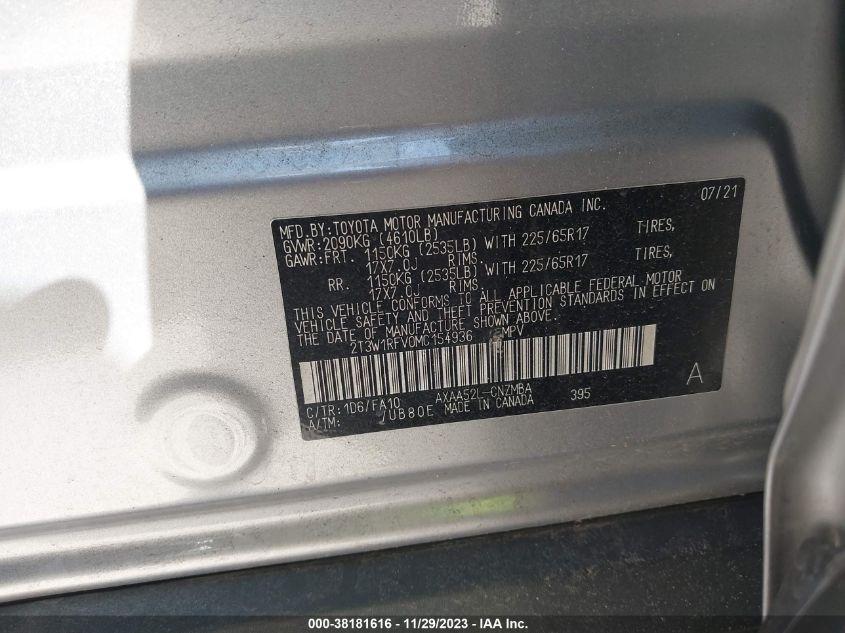 07/21
MFD.BY:TOYOTA MOTOR MANUFACTURING CANADA INC.
GVWR:2090KG (4610LB)
GAWR:FRT. 1150KG (2535LB) WITH 225/65R17 TIRES,
17X7.0J RIMS.
RR. 1150KG (2535LB) WITH 225/65R17 TIRES,
17X7.0J RIMS.
THIS VEHICLE CONFORMS TO ALL APPLICABLE FEDERAL MOTOR
VEHICLE SAFETY AND THEFT PREVENTION STANDARDS IN EFFECT ON
THE DATE OF MANUFACTURE SHOWN ABOVE.
2T3W1RFV0MC154936 MPV
C/TR:1D6/FA10 AXAA52L-CNZMBA 395 A
A/TM: /UB80E MADE IN CANADA
000-38181616 - 11/29/2023 - IAA Inc.